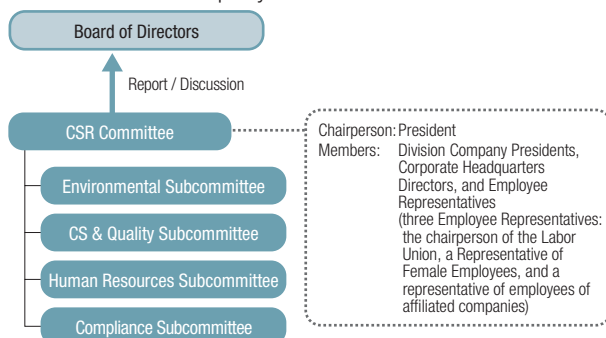 Board of Directors
Report / Discussion
CSR Committee
Environmental Subcommittee
CS & Quality Subcommittee
Human Resources Subcommittee
Compliance Subcommittee
Chairperson: President
Members: Division Company Presidents,
Corporate Headquarters
Directors, and Employee
Representatives
(three Employee Representatives:
the chairperson of the Labor
Union, a Representative of
Female Employees, and a
representative of employees of
affiliated companies)